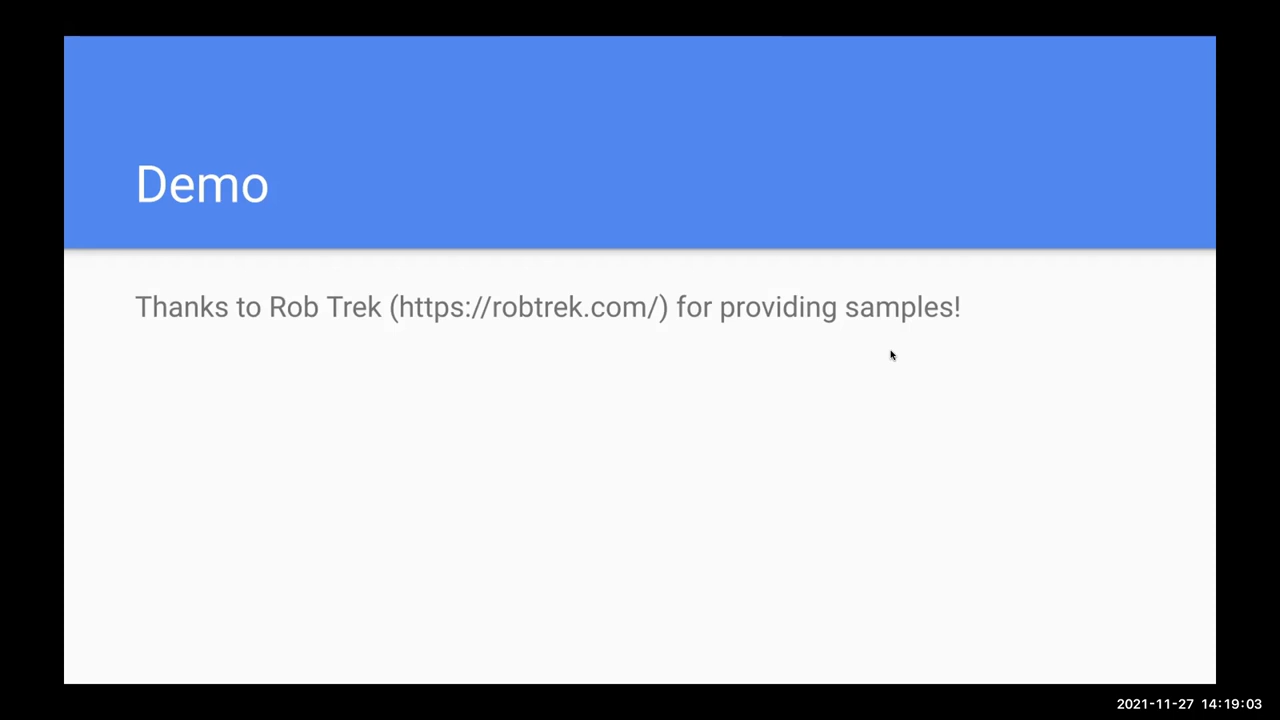 Demo
Thanks to Rob Trek (https://robtrek.com/) for providing samples!
2021-11-27 14:19:03